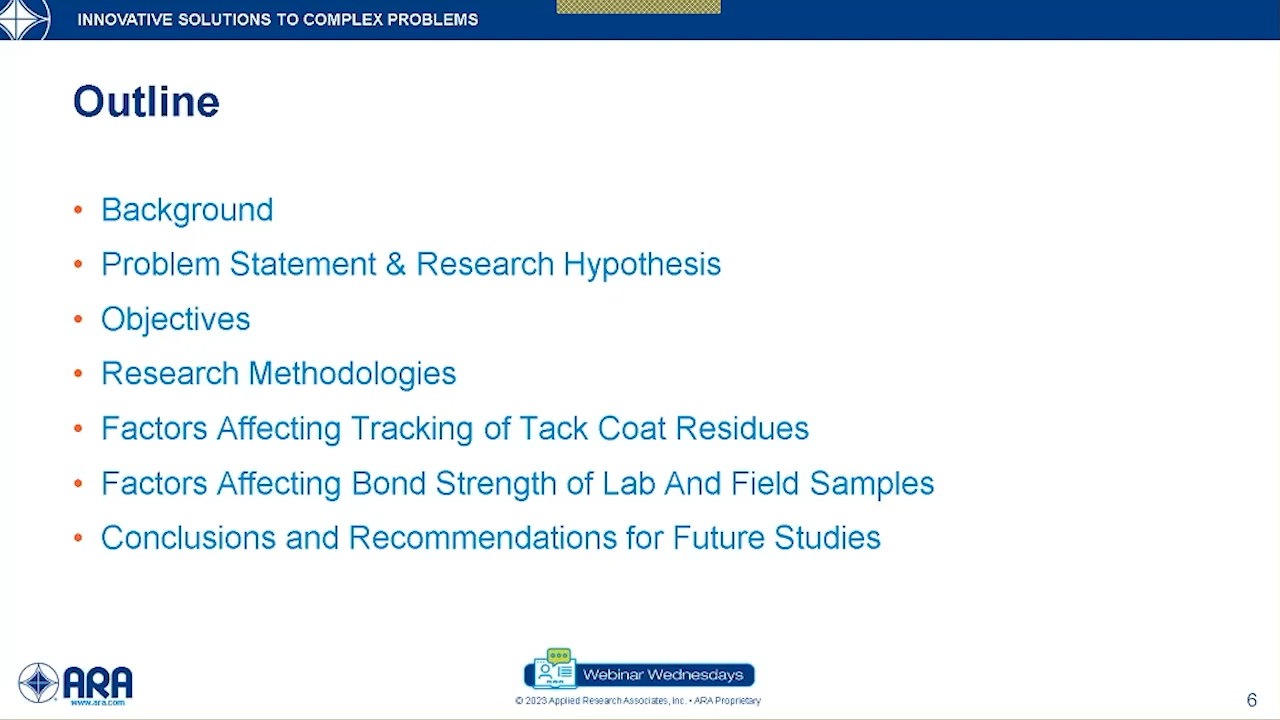 INNOVATIVE SOLUTIONS TO COMPLEX PROBLEMS
Outline
• Background
• Problem Statement & Research Hypothesis
• Objectives
• Research Methodologies
• Factors Affecting Tracking of Tack Coat Residues
• Factors Affecting Bond Strength of Lab And Field Samples
• Conclusions and Recommendations for Future Studies
ARA
www.ara.com
Webinar Wednesdays
© 2023 Applied Research Associates, Inc. • ARA Proprietary
6